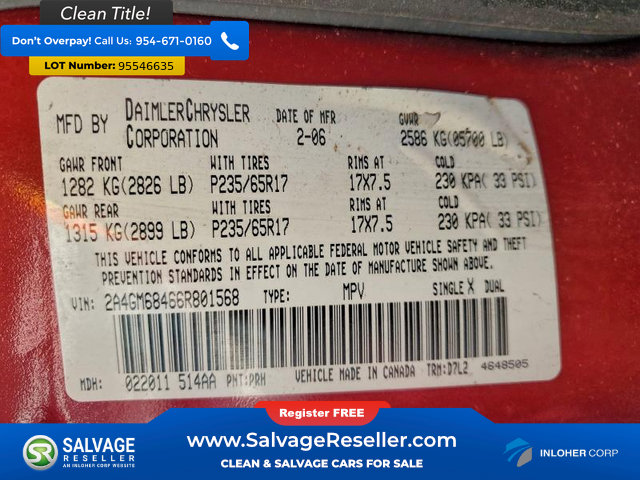 Clean Title!
Don't Overpay! Call Us: 954-671-0160
LOT Number: 95546635
MFD BY DAIMLERCHRYSLER CORPORATION
DATE OF MFR 2-06
GVWR 2586 KG(05700 LB)
GAWR FRONT WITH TIRES RIMS AT COLD
1282 KG(2826 LB) P235/65R17 17X7.5 230 KPA( 33 PSI)
GAWR REAR WITH TIRES RIMS AT COLD
1315 KG(2899 LB) P235/65R17 17X7.5 230 KPA( 33 PSI)
THIS VEHICLE CONFORMS TO ALL APPLICABLE FEDERAL MOTOR VEHICLE SAFETY AND THEFT
PREVENTION STANDARDS IN EFFECT ON THE DATE OF MANUFACTURE SHOWN ABOVE.
VIN: 2A4GM68466R801568 TYPE: MPV SINGLE X DUAL
MDH: 022011 514AA PNT:PRH VEHICLE MADE IN CANADA TRM:D7L2 4648505
Register FREE
SALVAGE RESELLER
AN INLOHER CORP WEBSITE
www.SalvageReseller.com
CLEAN & SALVAGE CARS FOR SALE
INLOHER CORP